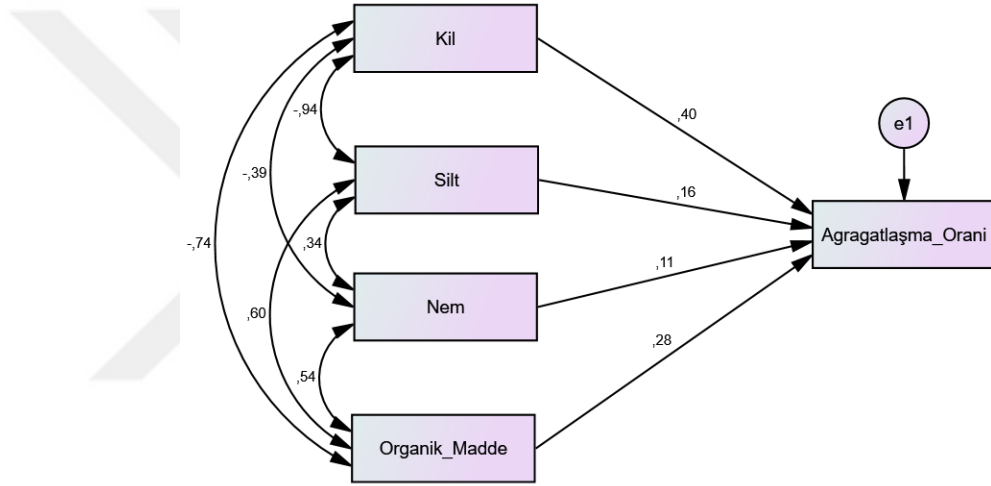 Kil
,40
e1
-,94
-,39
Silt
,16
Agragatlaşma_Orani
-,74
,34
,11
Nem
,60
,28
,54
Organik_Madde